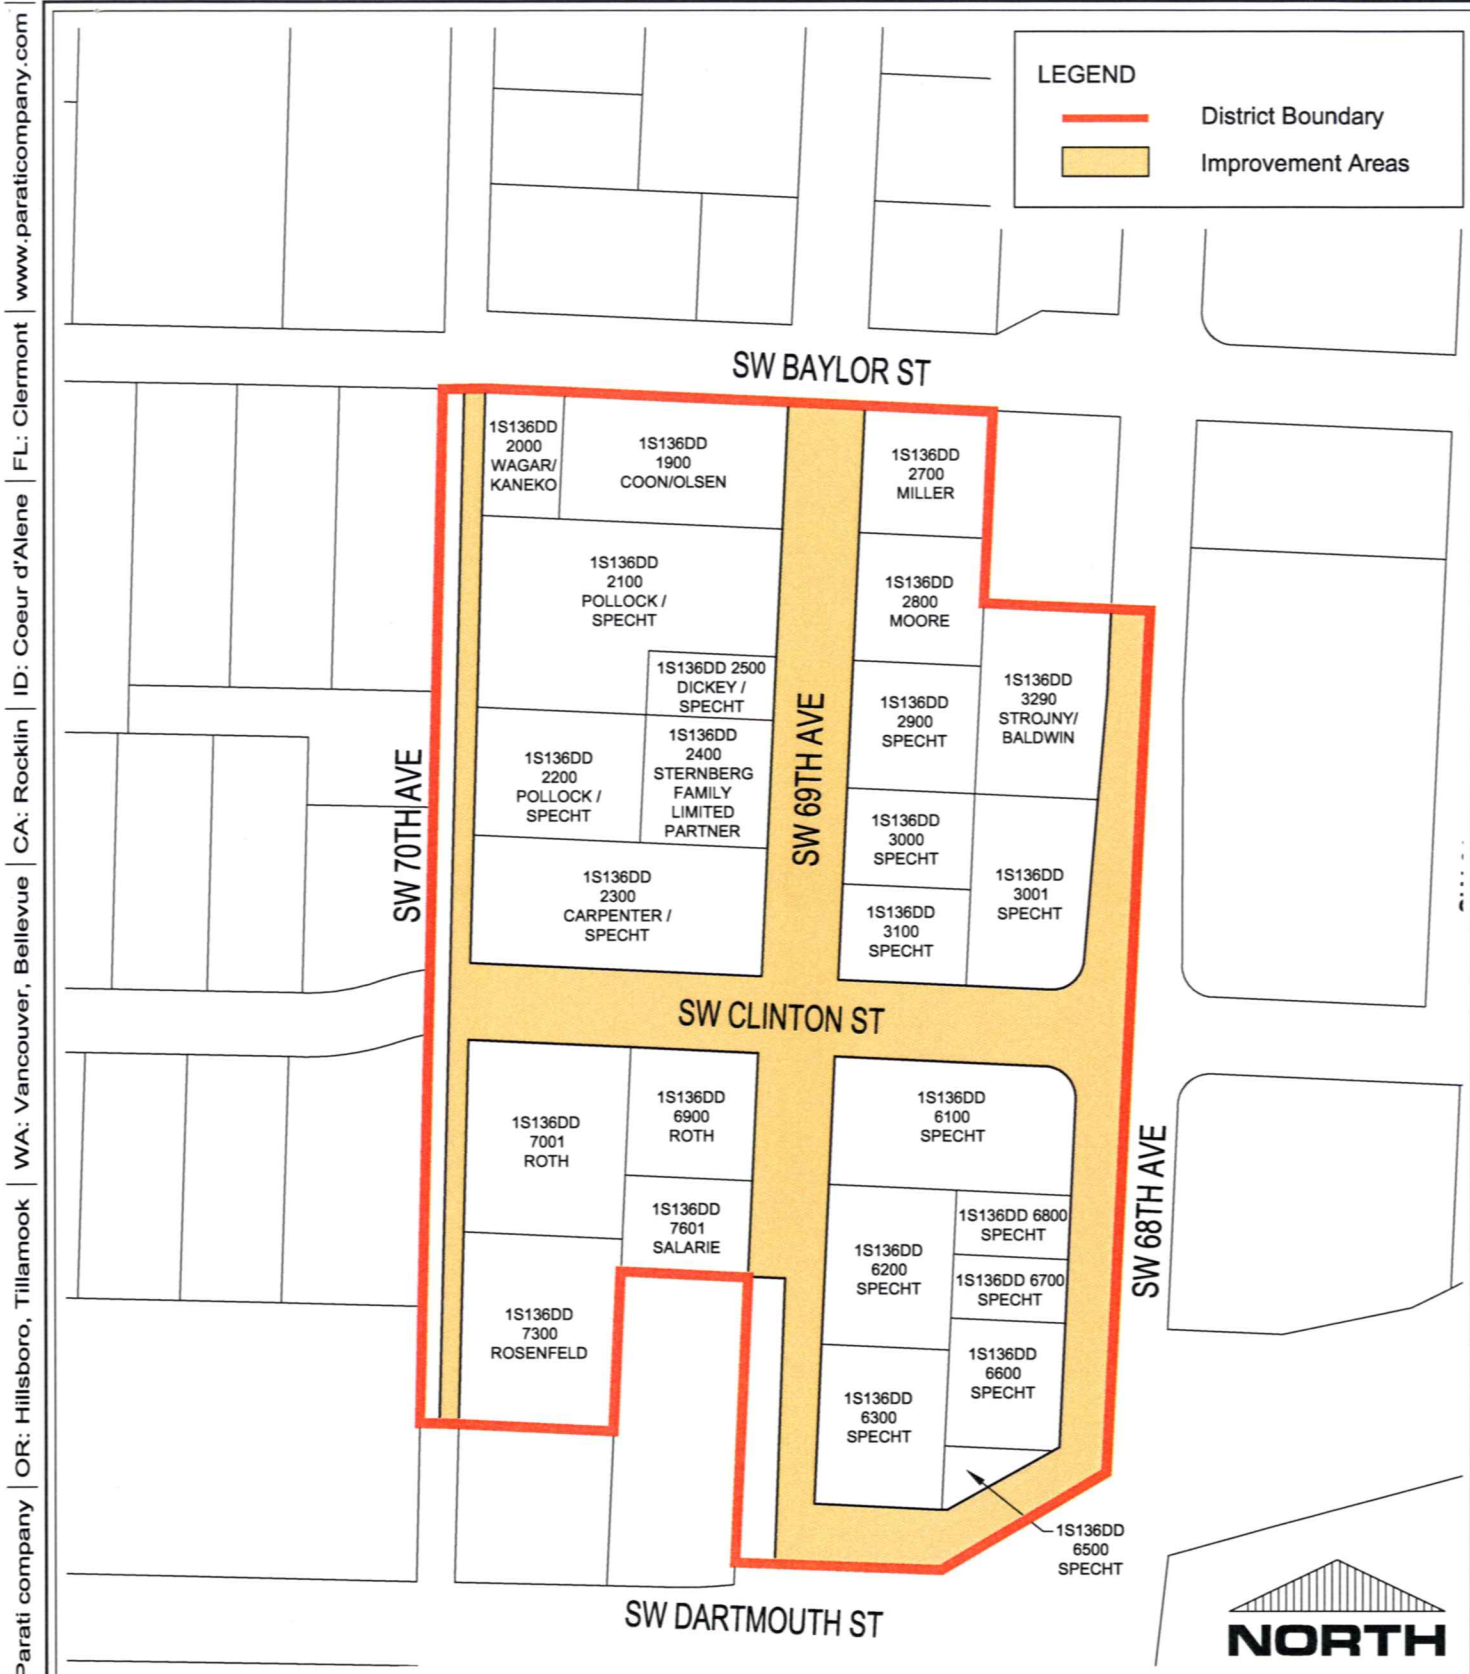 LEGEND
District Boundary
Improvement Areas
SW BAYLOR ST
1S136DD
2000
WAGAR/
KANEKO
1S136DD
1900
COON/OLSEN
1S136DD
2700
MILLER
1S136DD
2100
POLLOCK /
SPECHT
1S136DD
2800
MOORE
1S136DD 2500
DICKEY /
SPECHT
1S136DD
2900
SPECHT
1S136DD
3290
STROJNY/
BALDWIN
1S136DD
2200
POLLOCK /
SPECHT
1S136DD
2400
STERNBERG
FAMILY
LIMITED
PARTNER
SW 70TH AVE
SW 69TH AVE
1S136DD
3000
SPECHT
1S136DD
2300
CARPENTER /
SPECHT
1S136DD
3100
SPECHT
1S136DD
3001
SPECHT
SW CLINTON ST
1S136DD
7001
ROTH
1S136DD
6900
ROTH
1S136DD
6100
SPECHT
1S136DD
7601
SALARIE
1S136DD
6200
SPECHT
1S136DD 6800
SPECHT
1S136DD 6700
SPECHT
SW 68TH AVE
1S136DD
7300
ROSENFELD
1S136DD
6300
SPECHT
1S136DD
6600
SPECHT
1S136DD
6500
SPECHT
SW DARTMOUTH ST
NORTH
Parati company | OR: Hillsboro, Tillamook | WA: Vancouver, Bellevue | CA: Rocklin | ID: Coeur d'Alene | FL: Clermont | www.paraticompany.com